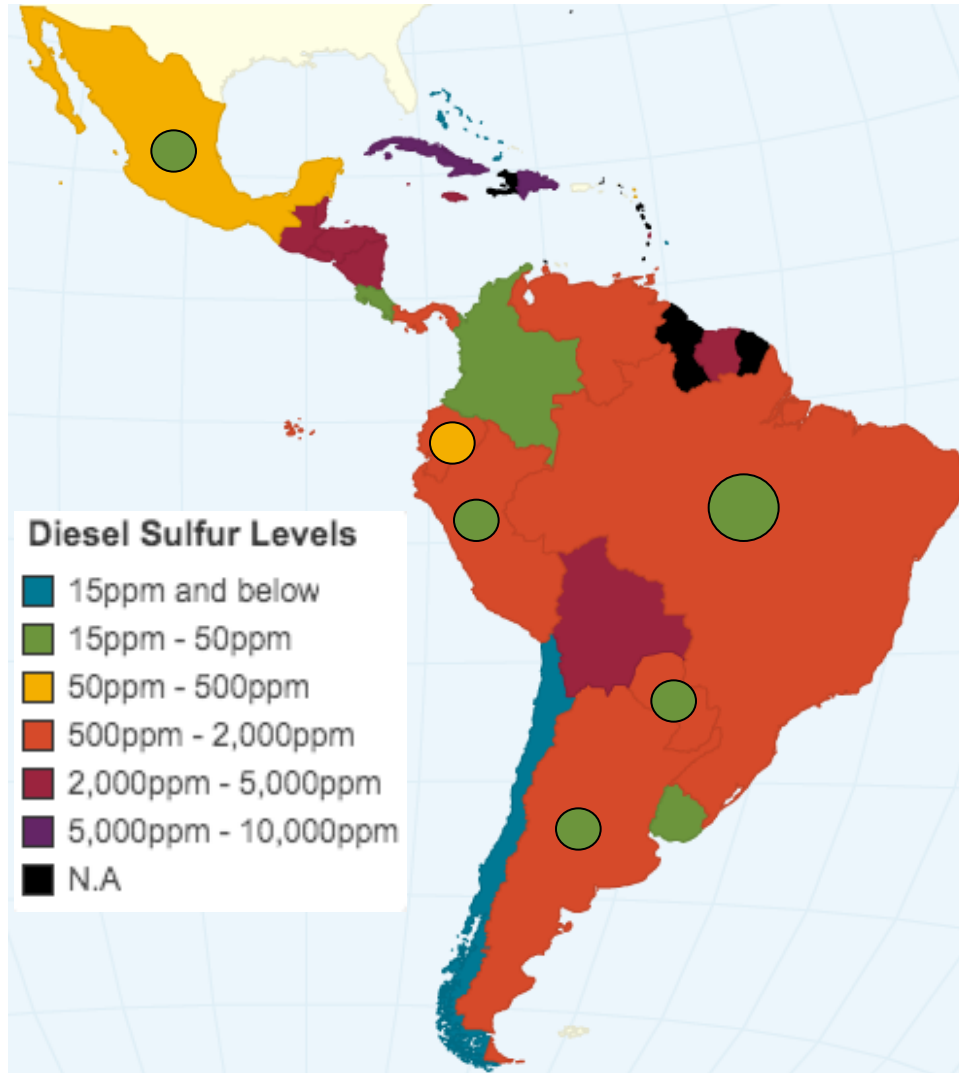 Diesel Sulfur Levels
15ppm and below
15ppm - 50ppm
50ppm - 500ppm
500ppm - 2,000ppm
2,000ppm - 5,000ppm
5,000ppm - 10,000ppm
N.A